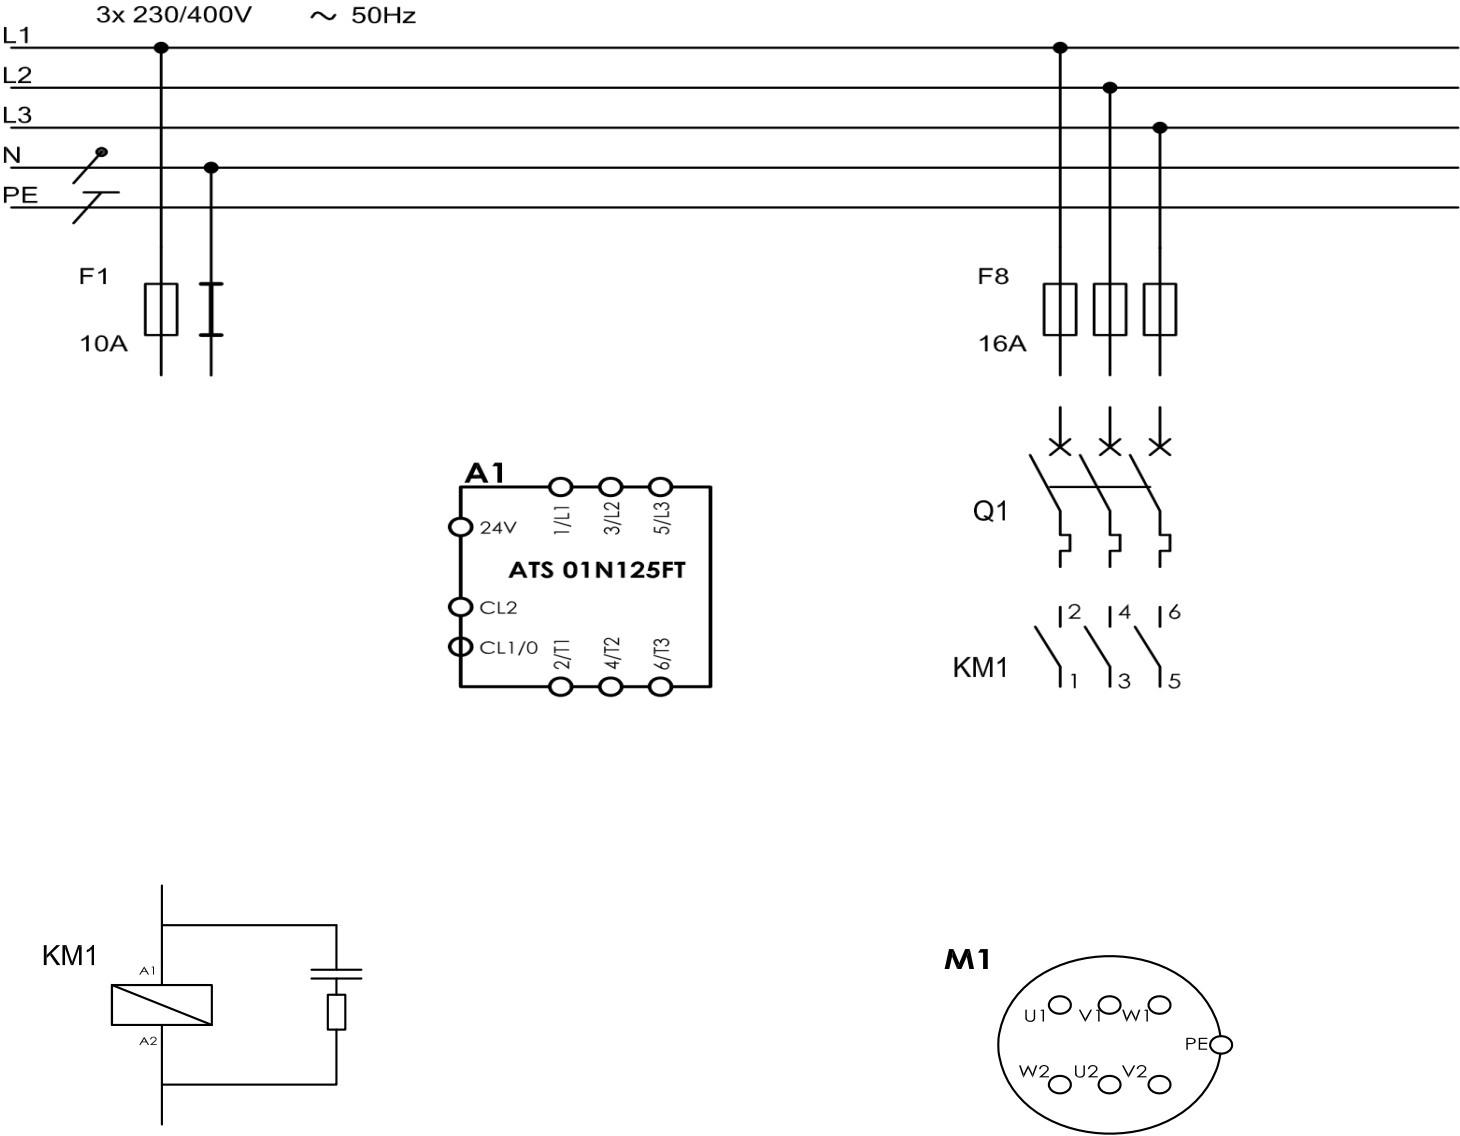 3x 230/400V ~ 50Hz
L1
L2
L3
N
PE
F1
10A
F8
16A
A1
24V
1/L1 3/L2 5/L3
ATS 01N125FT
CL2
CL1/0
2/T1 4/T2 6/T3
Q1
2 4 6
KM1
1 3 5
KM1
A1
A2
M1
U1 V1 W1
PE
W2 U2 V2